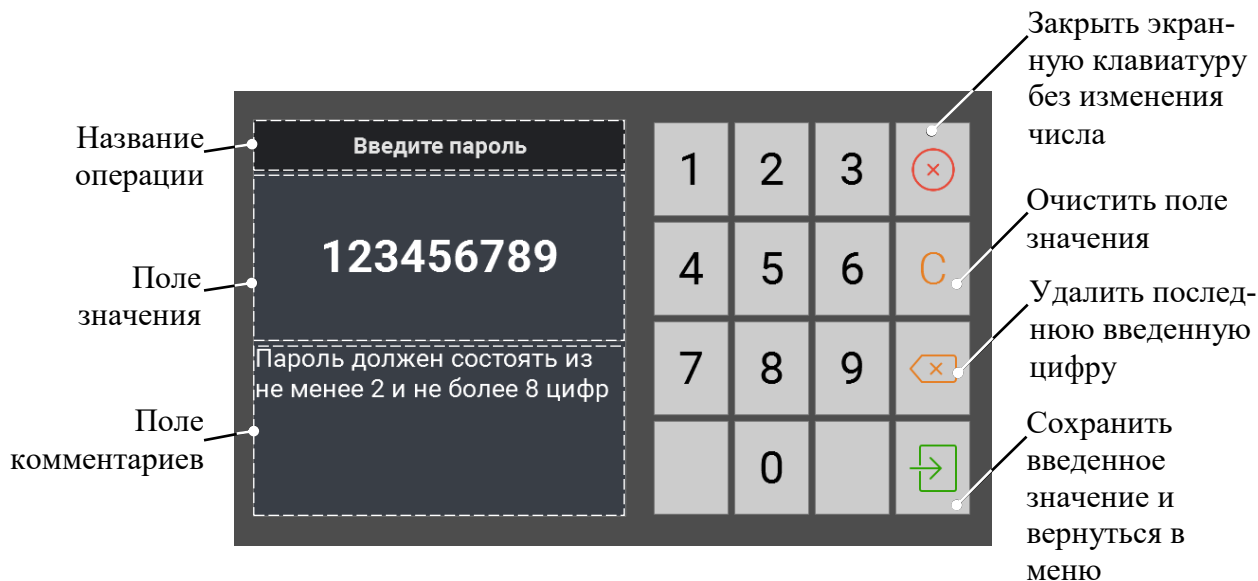 Название
операции
Поле
значения
Поле
комментариев
Введите пароль
123456789
Пароль должен состоять из
не менее 2 и не более 8 цифр
1 2 3
4 5 6 C
7 8 9
0
Закрыть экран-
ную клавиатуру
без изменения
числа
Очистить поле
значения
Удалить послед-
нюю введенную
цифру
Сохранить
введенное
значение и
вернуться в
меню